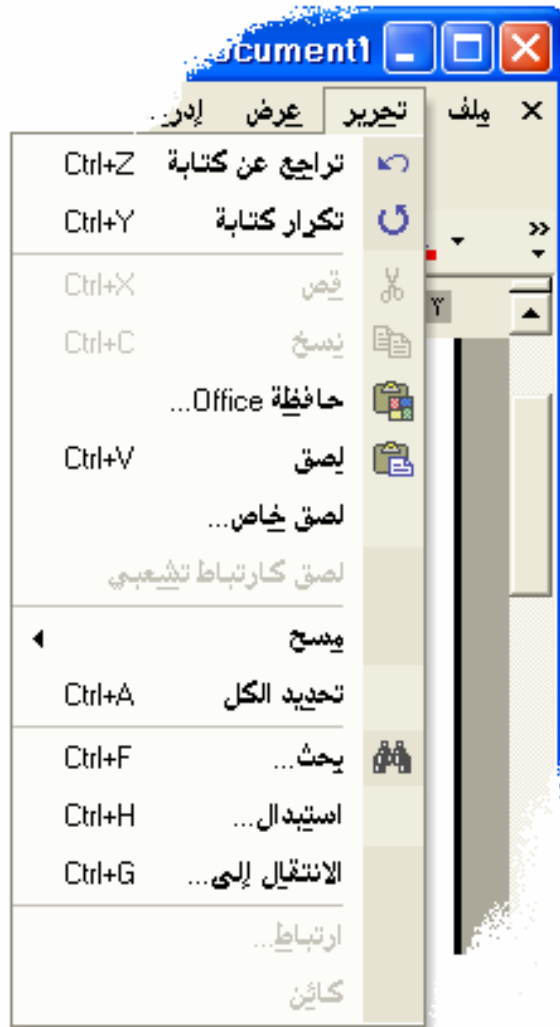 Document1
ملف تحرير عرض إدر..
تراجع عن كتابة Ctrl+Z
تكرار كتابة Ctrl+Y
قص Ctrl+X
نسخ Ctrl+C
٢
حافظة Office...
لصق Ctrl+V
لصق خاص...
لصق كارتباط تشعبي
مسح
تحديد الكل Ctrl+A
بحث... Ctrl+F
استبدال... Ctrl+H
الانتقال إلى... Ctrl+G
ارتباط...
كائن